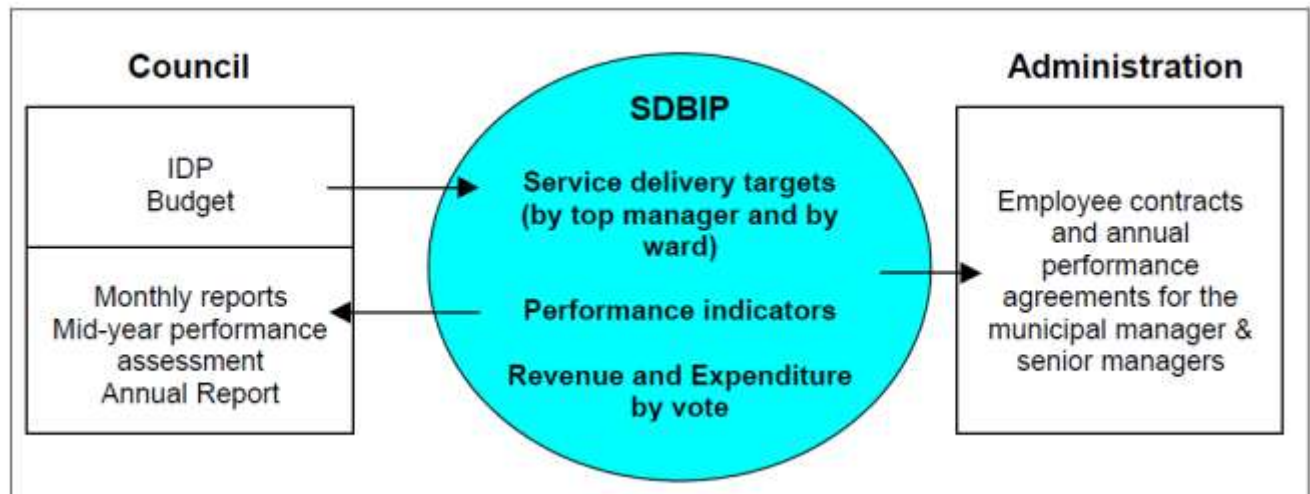 Council
IDP
Budget
Monthly reports
Mid-year performance
assessment
Annual Report
SDBIP
Service delivery targets
(by top manager and by
ward)
Performance indicators
Revenue and Expenditure
by vote
Administration
Employee contracts
and annual
performance
agreements for the
municipal manager &
senior managers